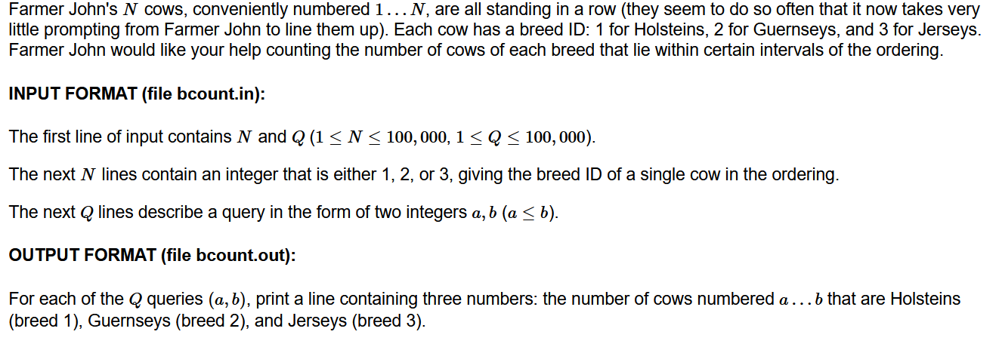 Farmer John's N cows, conveniently numbered 1…N, are all standing in a row (they seem to do so often that it now takes very
little prompting from Farmer John to line them up). Each cow has a breed ID: 1 for Holsteins, 2 for Guernseys, and 3 for Jerseys.
Farmer John would like your help counting the number of cows of each breed that lie within certain intervals of the ordering.
INPUT FORMAT (file bcount.in):
The first line of input contains N and Q (1 ≤ N ≤ 100,000, 1 ≤ Q ≤ 100,000).
The next N lines contain an integer that is either 1, 2, or 3, giving the breed ID of a single cow in the ordering.
The next Q lines describe a query in the form of two integers a, b (a ≤ b).
OUTPUT FORMAT (file bcount.out):
For each of the Q queries (a, b), print a line containing three numbers: the number of cows numbered a…b that are Holsteins
(breed 1), Guernseys (breed 2), and Jerseys (breed 3).